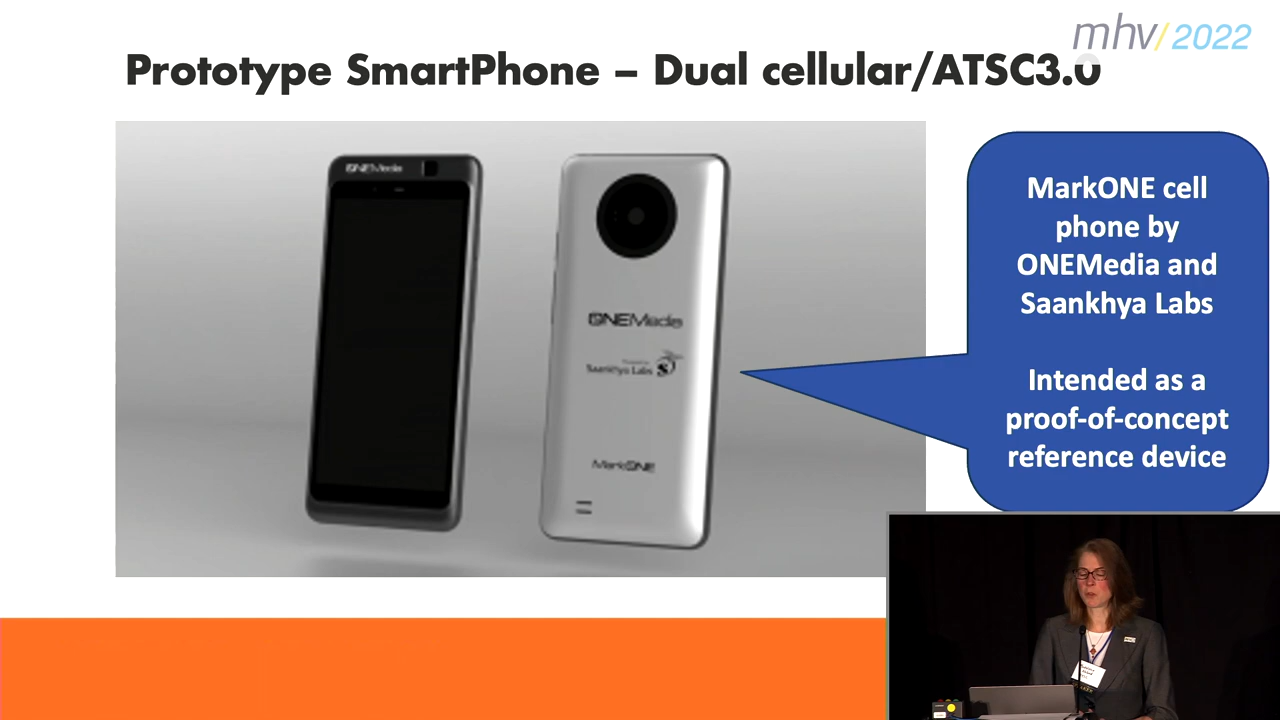 mhv/2022
Prototype SmartPhone – Dual cellular/ATSC3.0
ONEMedia
ONEMedia
Saankhya Labs
MarkONE
MarkONE cell
phone by
ONEMedia and
Saankhya Labs
Intended as a
proof-of-concept
reference device